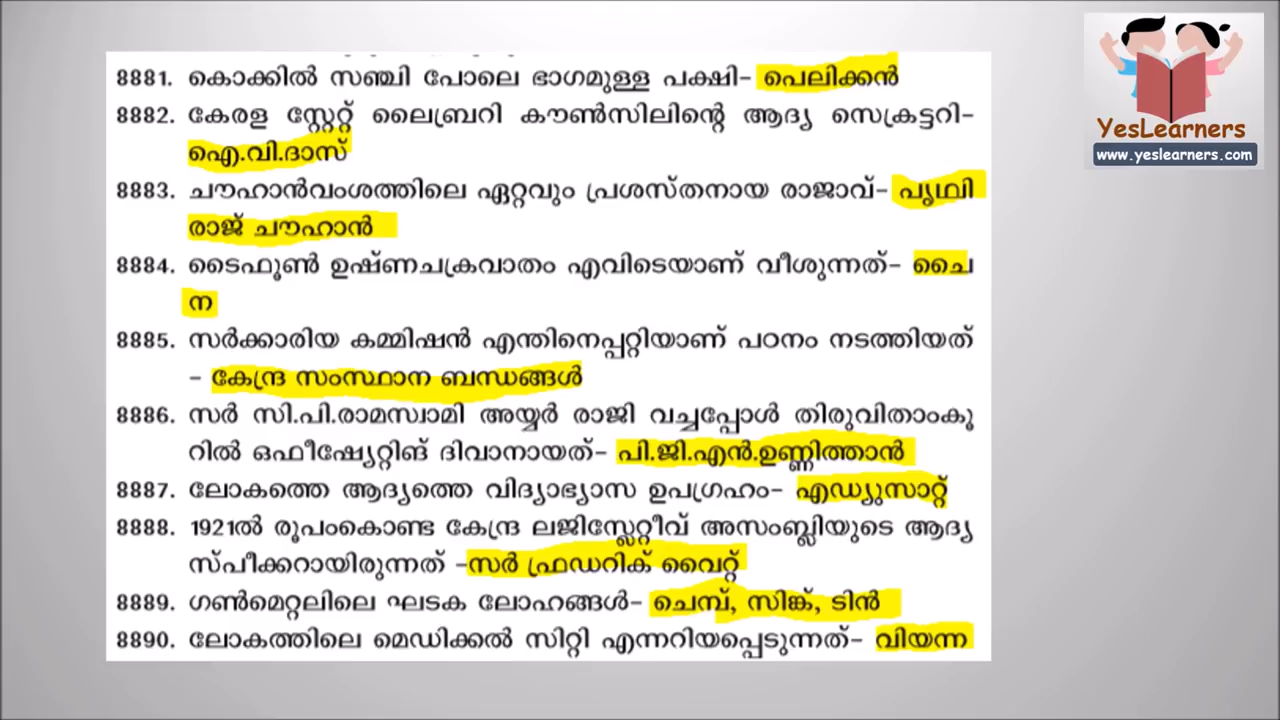 8881. കൊക്കിൽ സഞ്ചി പോലെ ഭാഗമുള്ള പക്ഷി- പെലിക്കൻ
8882. കേരള സ്റ്റേറ്റ് ലൈബ്രറി കൗൺസിലിന്റെ ആദ്യ സെക്രട്ടറി-
ഐ.വി.ദാസ്
8883. ചൗഹാൻവംശത്തിലെ ഏറ്റവും പ്രശസ്തനായ രാജാവ്- പൃഥ്വി
രാജ് ചൗഹാൻ
8884. ടൈഫൂൺ ഉഷ്ണചക്രവാതം എവിടെയാണ് വീശുന്നത്- ചൈ
ന
8885. സർക്കാരിയ കമ്മിഷൻ എന്തിനെപ്പറ്റിയാണ് പഠനം നടത്തിയത്
- കേന്ദ്ര സംസ്ഥാന ബന്ധങ്ങൾ
8886. സർ സി.പി.രാമസ്വാമി അയ്യർ രാജി വച്ചപ്പോൾ തിരുവിതാംകൂ
റിൽ ഒഫീഷ്യേറ്റിങ് ദിവാനായത്- പി.ജി.എൻ.ഉണ്ണിത്താൻ
8887. ലോകത്തെ ആദ്യത്തെ വിദ്യാഭ്യാസ ഉപഗ്രഹം- എഡ്യുസാറ്റ്
8888. 1921ൽ രൂപംകൊണ്ട കേന്ദ്ര ലജിസ്ലേറ്റീവ് അസംബ്ലിയുടെ ആദ്യ
സ്പീക്കറായിരുന്നത് -സർ ഫ്രഡറിക് വൈറ്റ്
8889. ഗൺമെറ്റലിലെ ഘടക ലോഹങ്ങൾ- ചെമ്പ്, സിങ്ക്, ടിൻ
8890. ലോകത്തിലെ മെഡിക്കൽ സിറ്റി എന്നറിയപ്പെടുന്നത്- വിയന്ന
YesLearners
www.yeslearners.com